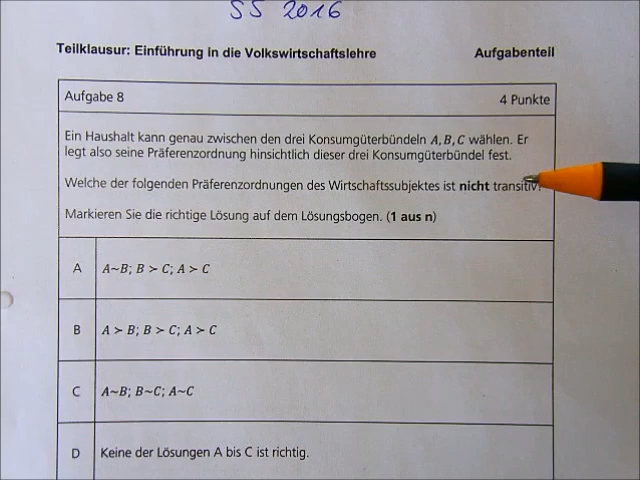 SS 2016
Teilklausur: Einführung in die Volkswirtschaftslehre Aufgabenteil
Aufgabe 8 4 Punkte
Ein Haushalt kann genau zwischen den drei Konsumgüterbündeln A, B, C wählen. Er
legt also seine Präferenzordnung hinsichtlich dieser drei Konsumgüterbündel fest.
Welche der folgenden Präferenzordnungen des Wirtschaftssubjektes ist nicht transitiv?
Markieren Sie die richtige Lösung auf dem Lösungsbogen. (1 aus n)
A A~B; B ≻ C; A ≻ C
B A ≻ B; B ≻ C; A ≻ C
C A~B; B~C; A~C
D Keine der Lösungen A bis C ist richtig.